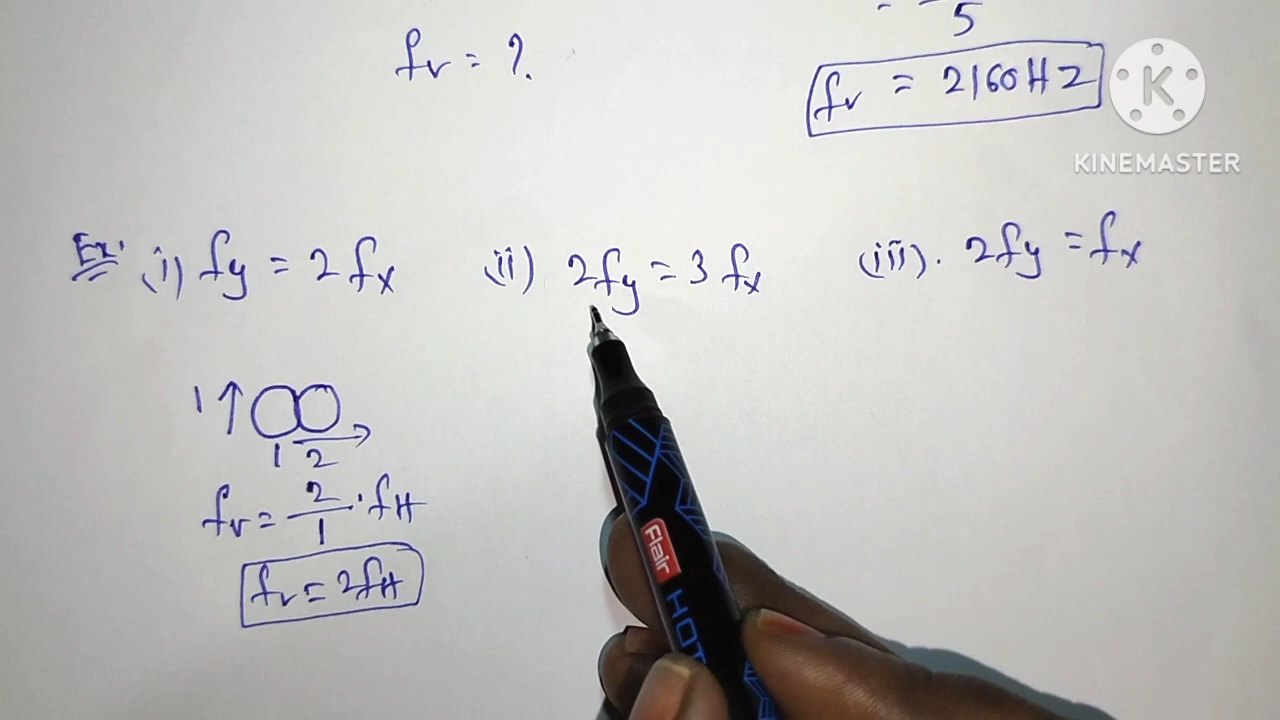 5
fv = ?.
fv = 2160HZ
KINEMASTER
Ex: (i) fy = 2fx (ii) 2fy = 3fx (iii). 2fy = fx
1
1 2
fv = 2/1 · fH
fv = 2fH
Flair
HOT